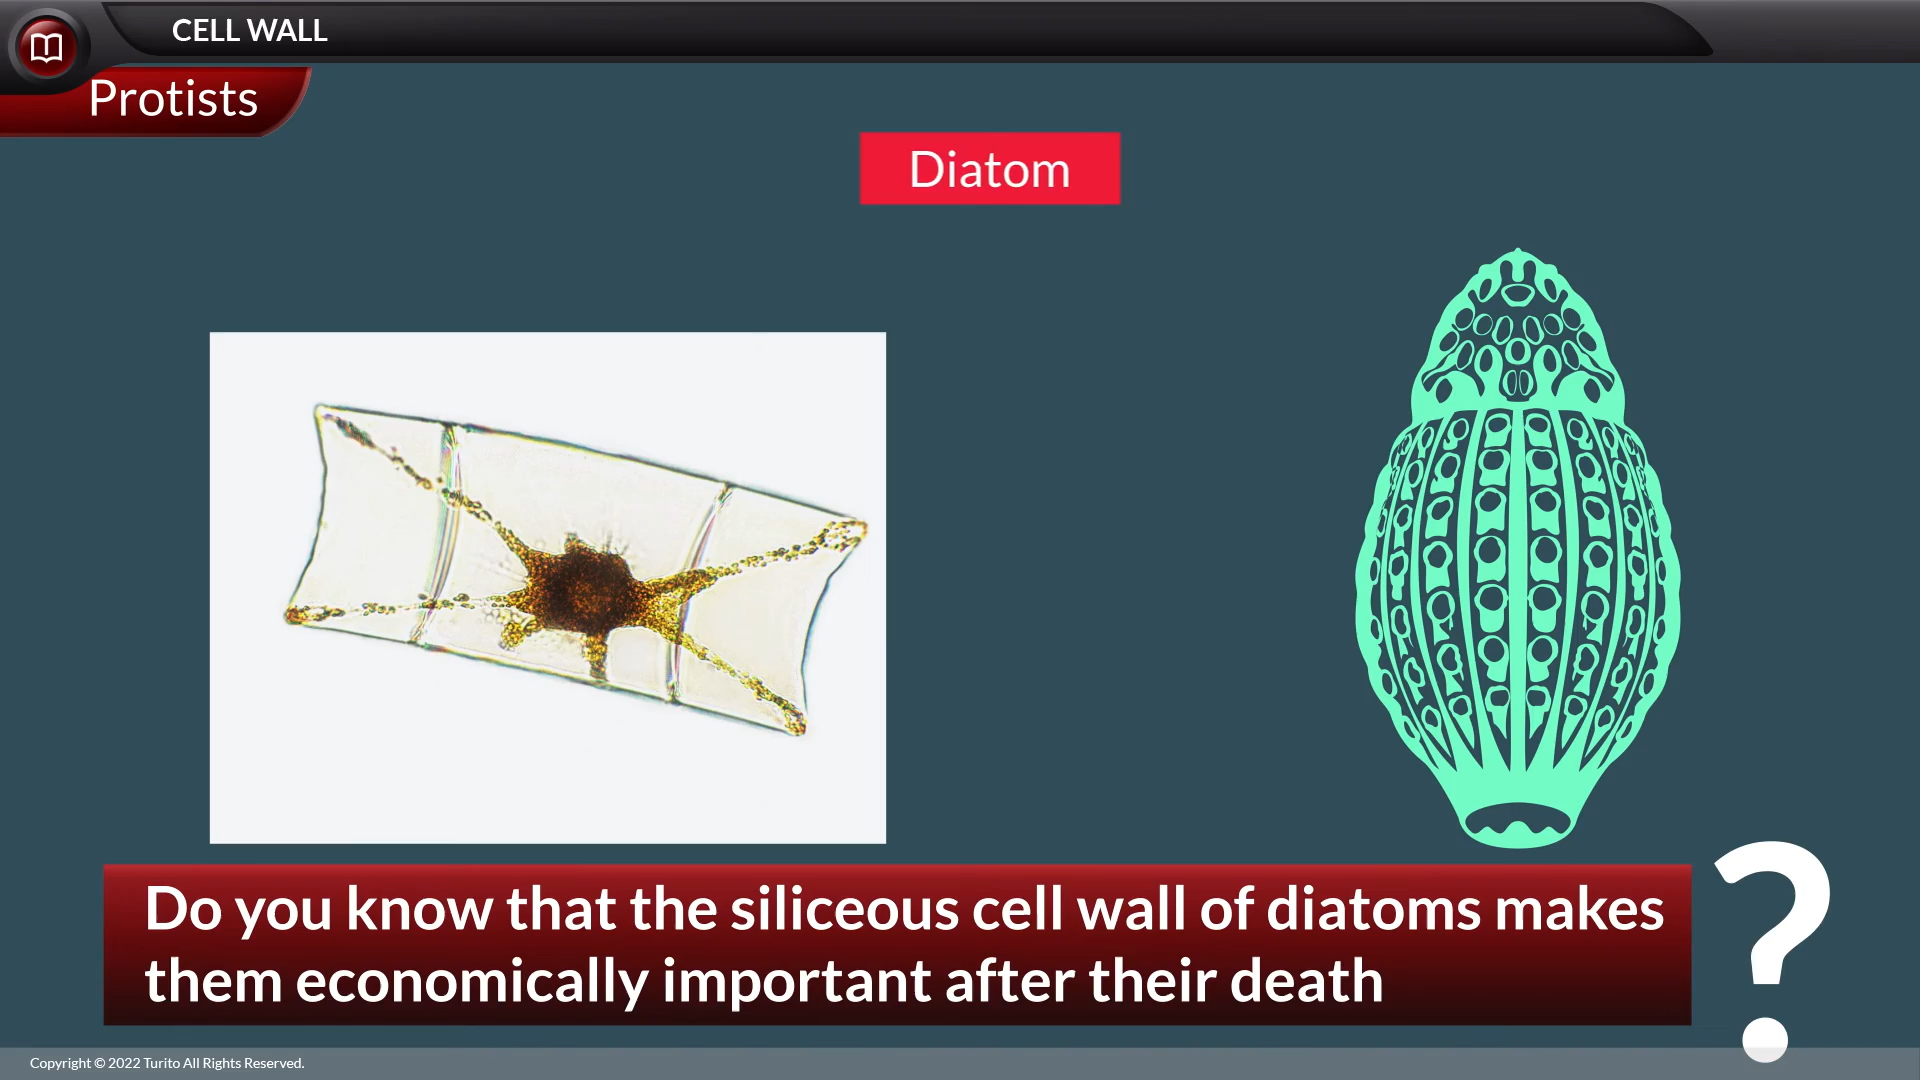 CELL WALL
Protists
Diatom
Do you know that the siliceous cell wall of diatoms makes
them economically important after their death
?
Copyright © 2022 Turito All Rights Reserved.